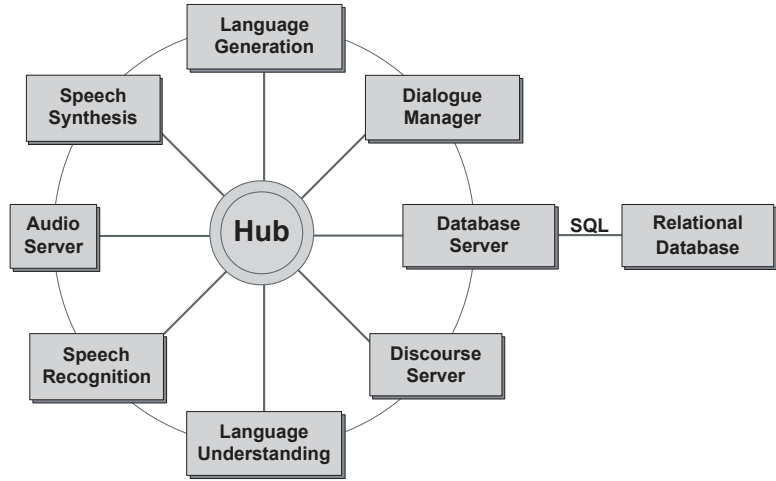 Language
Generation
Speech
Synthesis
Dialogue
Manager
Audio
Server
Hub
Database
Server
SQL
Relational
Database
Speech
Recognition
Discourse
Server
Language
Understanding